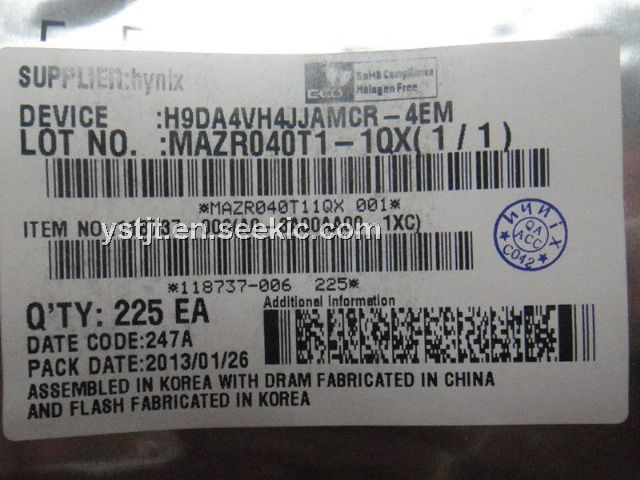 SUPPLIER:hynix
ECO
RoHS Compliance
Halogen Free
DEVICE :H9DA4VH4JJAMCR-4EM
LOT NO. :MAZR040T1-1QX(1/1)
*MAZR040T11QX 001*
ITEM NO.
1XC)
ystjt.en.seekic.com
*118737-006 225*
QA
ACC
C042
Q'TY: 225 EA
Additional Information
DATE CODE:247A
PACK DATE:2013/01/26
ASSEMBLED IN KOREA WITH DRAM FABRICATED IN CHINA
AND FLASH FABRICATED IN KOREA